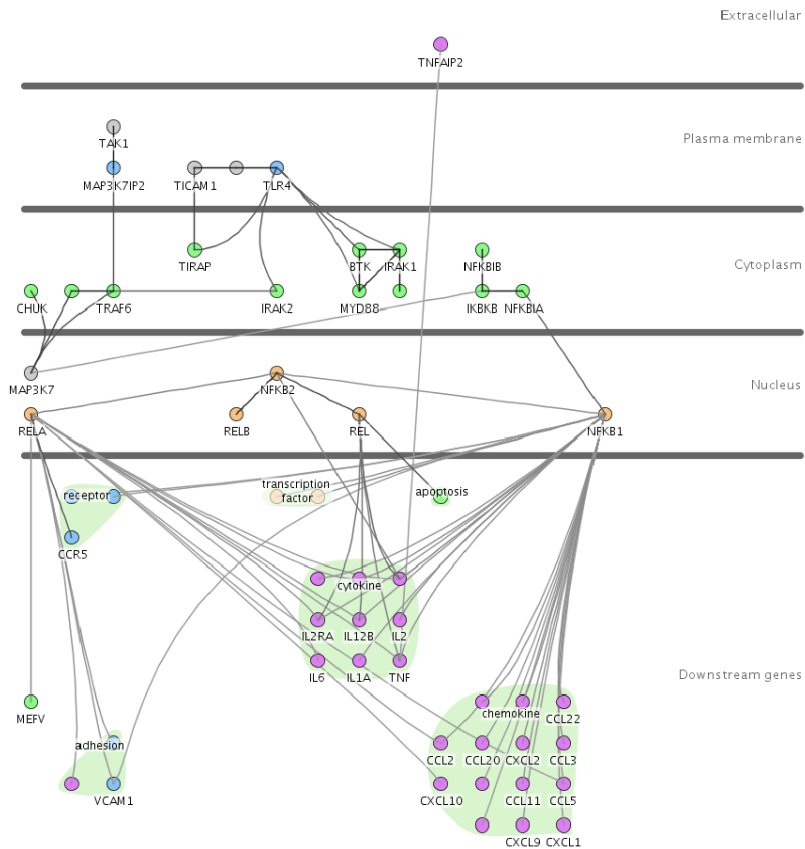 Extracellular
TNFAIP2
TAK1
Plasma membrane
MAP3K7IP2
TICAM1
TLR4
TIRAP
BTK
IRAK1
NFKBIB
Cytoplasm
CHUK
TRAF6
IRAK2
MYD88
IKBKB
NFKBIA
MAP3K7
NFKB2
Nucleus
RELA
RELB
REL
NFKB1
receptor
transcription
factor
apoptosis
CCR5
cytokine
IL2RA
IL12B
IL2
IL6
IL1A
TNF
Downstream genes
MEFV
chemokine
CCL22
adhesion
CCL2
CCL20
CXCL2
CCL3
VCAM1
CXCL10
CCL11
CCL5
CXCL9
CXCL1